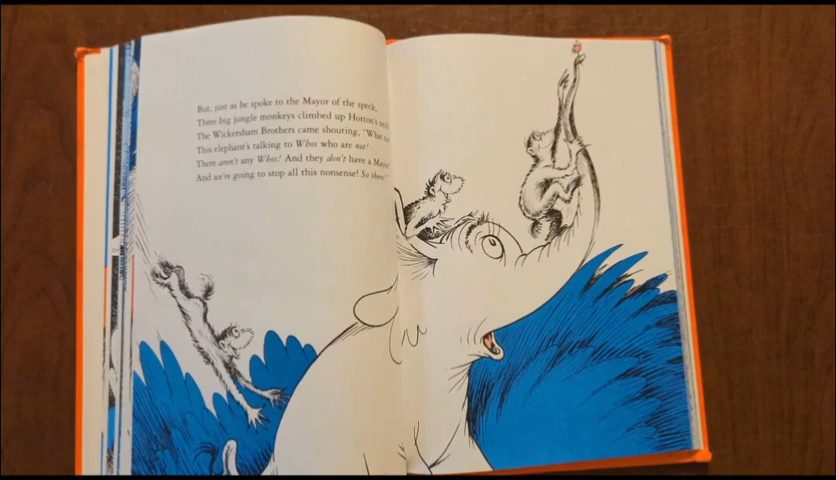 But, just as he spoke to the Mayor of the speck,
Three big jungle monkeys climbed up Horton's
The Wickersham Brothers came shouting, "What
This elephant's talking to Whos who are not!
There aren't any Whos! And they don't have a
And we're going to stop all this nonsense! So there!"